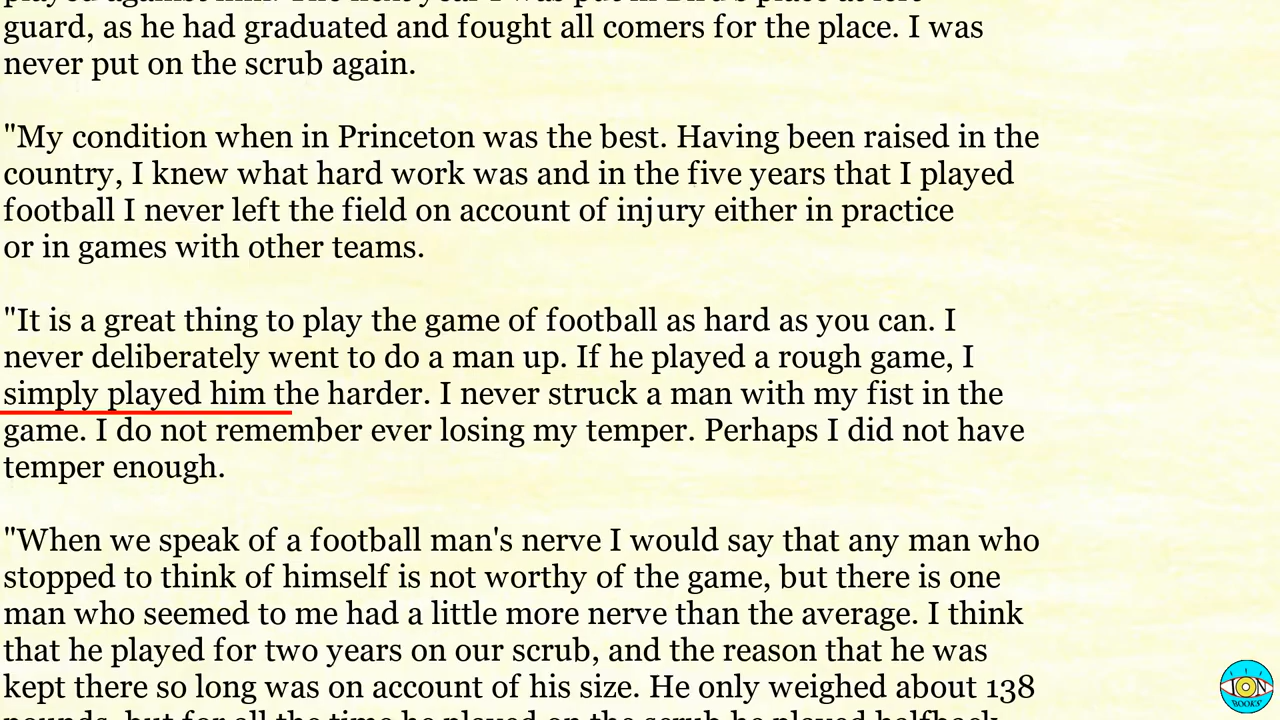 guard, as he had graduated and fought all comers for the place. I was
never put on the scrub again.
"My condition when in Princeton was the best. Having been raised in the
country, I knew what hard work was and in the five years that I played
football I never left the field on account of injury either in practice
or in games with other teams.
"It is a great thing to play the game of football as hard as you can. I
never deliberately went to do a man up. If he played a rough game, I
simply played him the harder. I never struck a man with my fist in the
game. I do not remember ever losing my temper. Perhaps I did not have
temper enough.
"When we speak of a football man's nerve I would say that any man who
stopped to think of himself is not worthy of the game, but there is one
man who seemed to me had a little more nerve than the average. I think
that he played for two years on our scrub, and the reason that he was
kept there so long was on account of his size. He only weighed about 138
ION
BOOKS